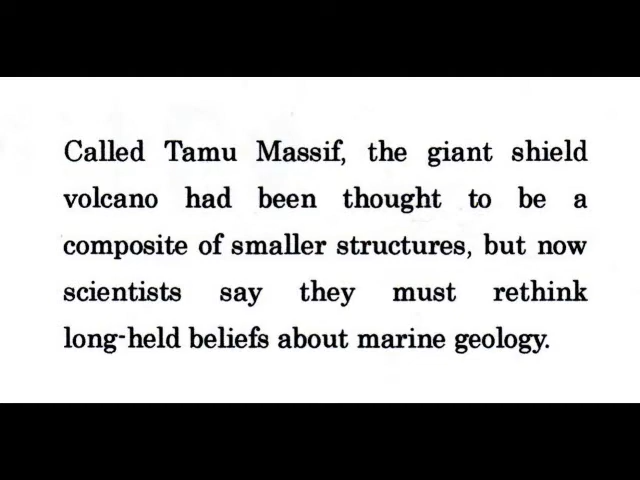 Called Tamu Massif, the giant shield
volcano had been thought to be a
composite of smaller structures, but now
scientists say they must rethink
long-held beliefs about marine geology.